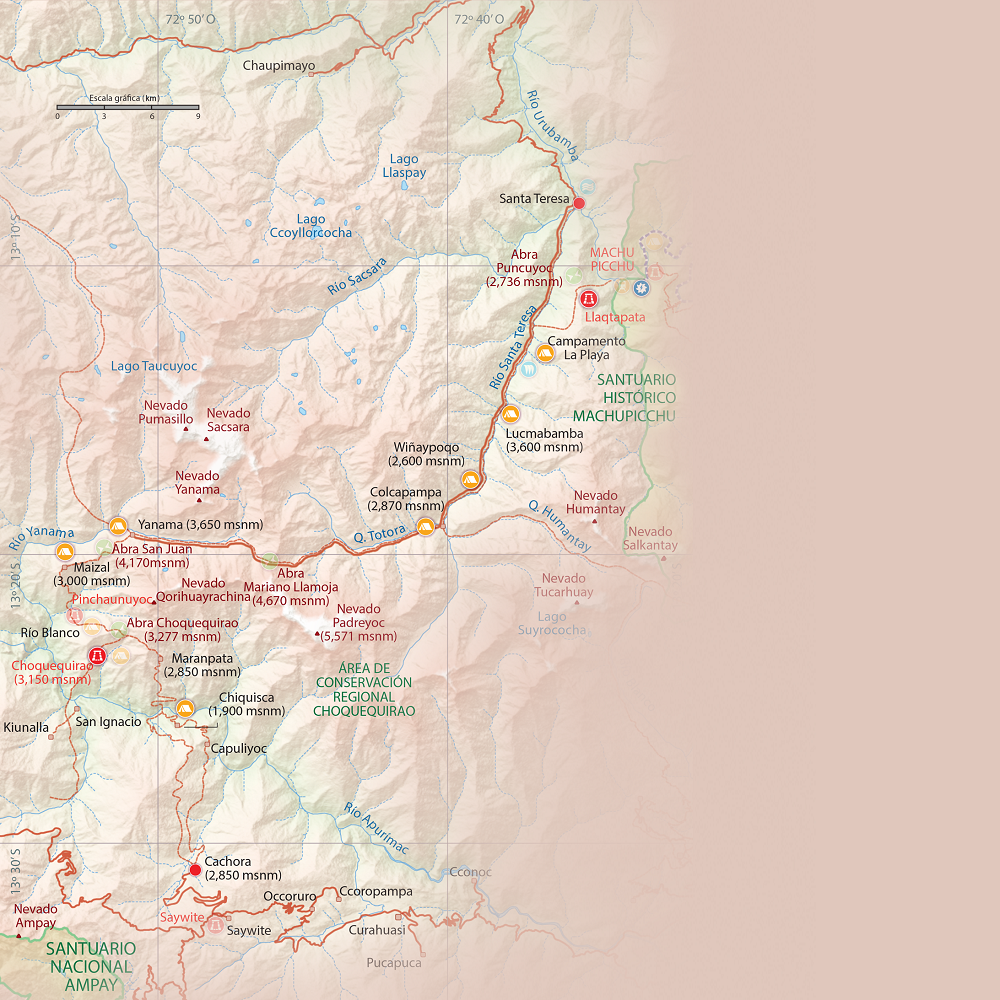 72º 50' O
72º 40' O
Chaupimayo
Escala gráfica (km)
0 3 6 9
Río Urubamba
Lago
Llaspay
Santa Teresa
Lago
Ccoyllorcocha
13º 10' S
Abra
Puncuyoc
(2,736 msnm)
MACHU
PICCHU
Río Sacsara
Llaqtapata
Río Santa Teresa
Campamento
La Playa
Lago Taucuyoc
SANTUARIO
HISTÓRICO
MACHUPICCHU
Nevado
Pumasillo
Nevado
Sacsara
Lucmabamba
(3,600 msnm)
Wiñaypoqo
(2,600 msnm)
Nevado
Yanama
Colcapampa
(2,870 msnm)
Nevado
Humantay
Q. Humantay
Río Yanama
Yanama (3,650 msnm)
Q. Totora
Nevado
Salkantay
Abra San Juan
(4,170msnm)
Maizal
(3,000 msnm)
13º 20' S
Abra
Mariano Llamoja
(4,670 msnm)
Nevado
Qorihuayrachina
Nevado
Tucarhuay
Pinchaunuyoc
Nevado
Padreyoc
(5,571 msnm)
Lago
Suyrococha
Abra Choquequirao
(3,277 msnm)
Río Blanco
Choquequirao
(3,150 msnm)
Maranpata
(2,850 msnm)
ÁREA DE
CONSERVACIÓN
REGIONAL
CHOQUEQUIRAO
Chiquisca
(1,900 msnm)
San Ignacio
Kiunalla
Capuliyoc
Río Apurímac
13º 30' S
Cachora
(2,850 msnm)
Cconoc
Occoruro
Ccoropampa
Nevado
Ampay
Saywite
Saywite
Curahuasi
SANTUARIO
NACIONAL
AMPAY
Pucapuca